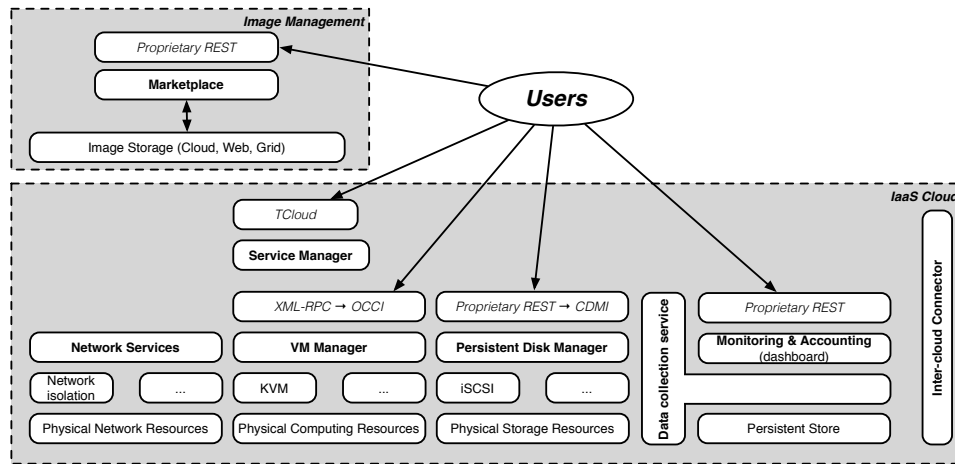 Image Management
Proprietary REST
Marketplace
Image Storage (Cloud, Web, Grid)
Users
IaaS Cloud
TCloud
Service Manager
XML-RPC → OCCI
Proprietary REST → CDMI
Proprietary REST
Network Services
VM Manager
Persistent Disk Manager
Monitoring & Accounting
(dashboard)
Network
isolation
...
KVM
...
iSCSI
...
Physical Network Resources
Physical Computing Resources
Physical Storage Resources
Data collection service
Persistent Store
Inter-cloud Connector